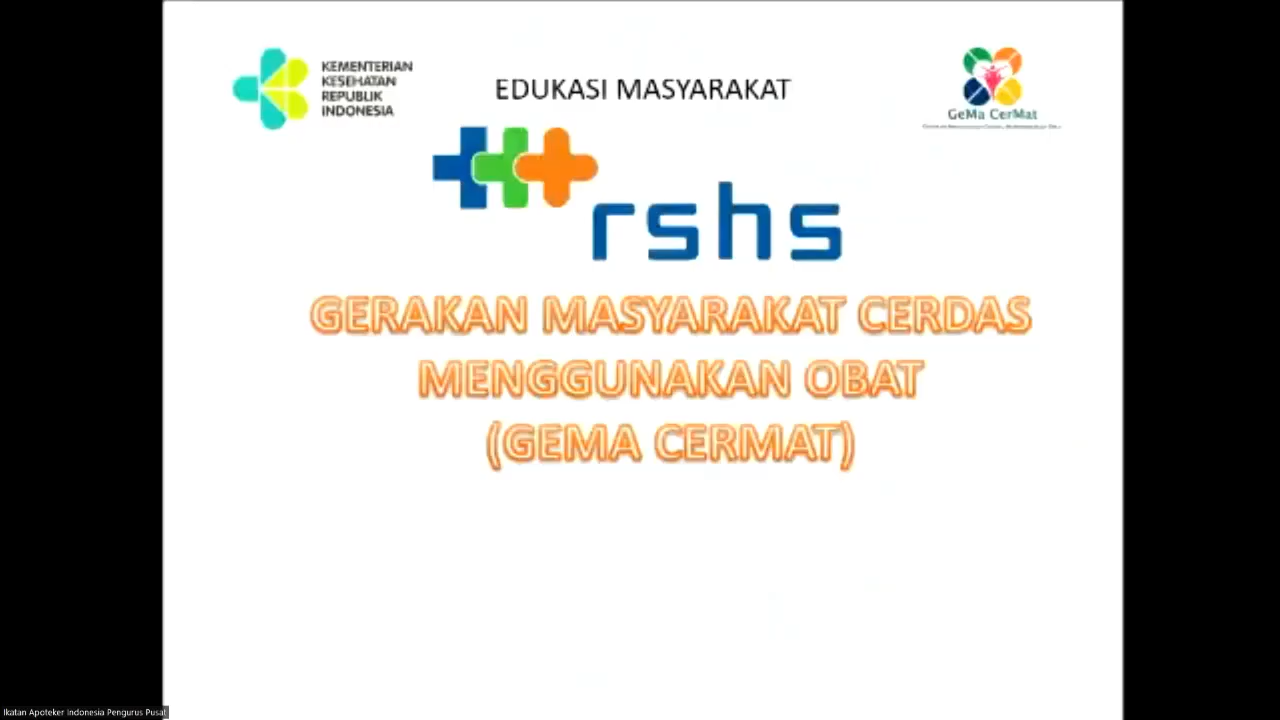 KEMENTERIAN
KESEHATAN
REPUBLIK
INDONESIA
EDUKASI MASYARAKAT
GeMa CerMat
rshs
GERAKAN MASYARAKAT CERDAS
MENGGUNAKAN OBAT
(GEMA CERMAT)
Ikatan Apoteker Indonesia Pengurus Pusat